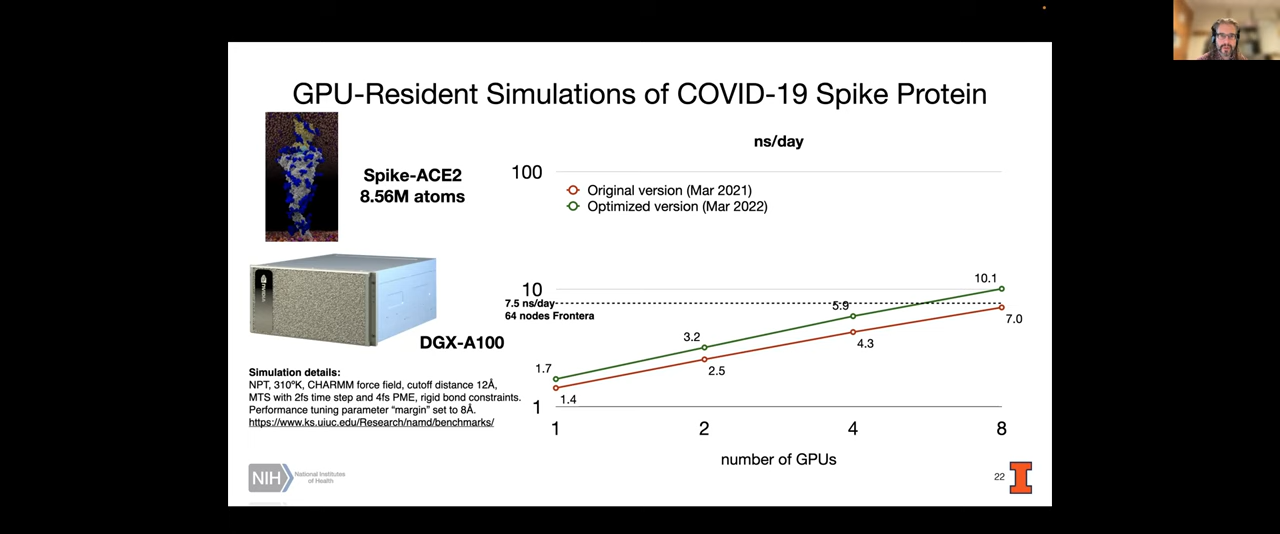 GPU-Resident Simulations of COVID-19 Spike Protein
Spike-ACE2
8.56M atoms
DGX-A100
Simulation details:
NPT, 310ºK, CHARMM force field, cutoff distance 12Å,
MTS with 2fs time step and 4fs PME, rigid bond constraints.
Performance tuning parameter “margin” set to 8Å.
https://www.ks.uiuc.edu/Research/namd/benchmarks/
ns/day
100
Original version (Mar 2021)
Optimized version (Mar 2022)
10
7.5 ns/day
64 nodes Frontera
1
1.7
3.2
5.9
10.1
1.4
2.5
4.3
7.0
1
2
4
8
number of GPUs
NIH
National Institutes
of Health
22
I